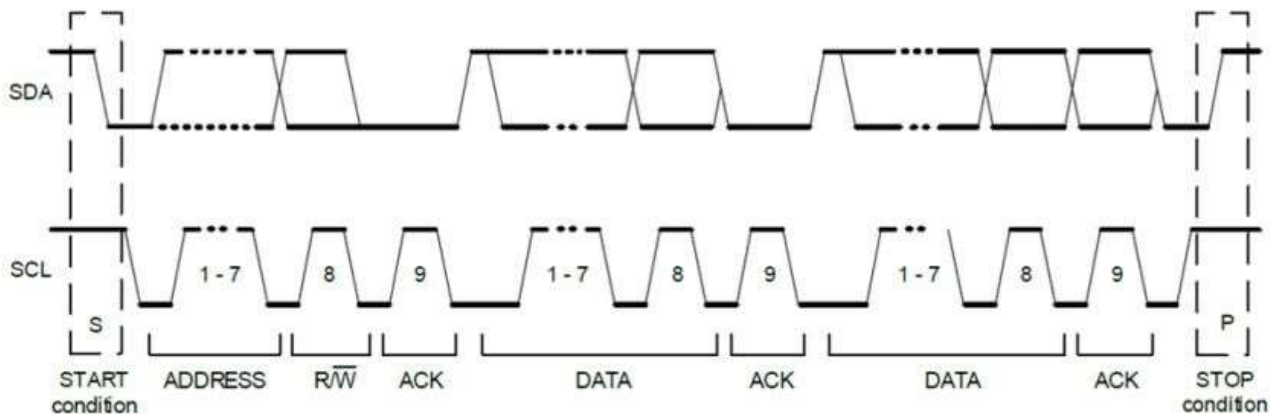 SDA
SCL
1 - 7 8 9 1 - 7 8 9 1 - 7 8 9
S P
START ADDRESS R/W̅ ACK DATA ACK DATA ACK STOP
condition condition